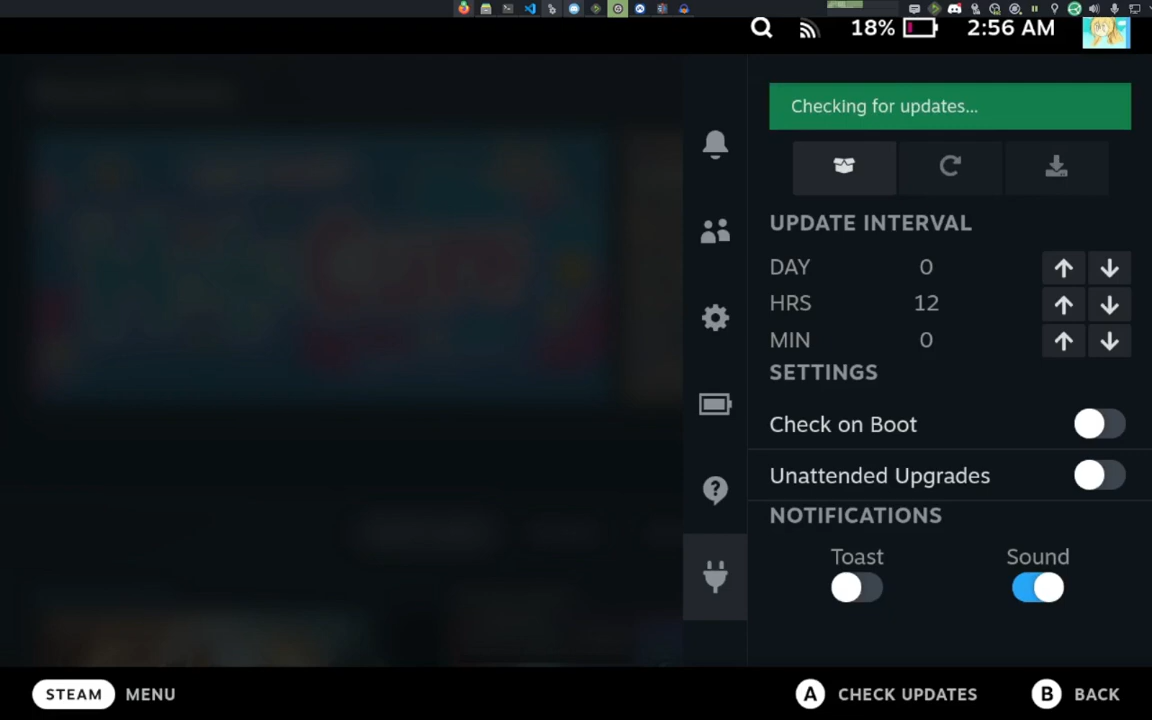 18% 2:56 AM
Checking for updates...
UPDATE INTERVAL
DAY 0
HRS 12
MIN 0
SETTINGS
Check on Boot
Unattended Upgrades
NOTIFICATIONS
Toast Sound
STEAM MENU A CHECK UPDATES B BACK